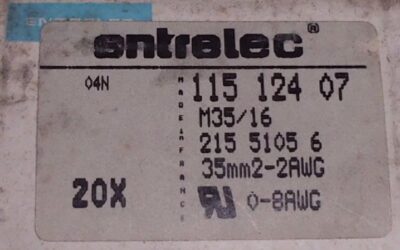 entrelec®
04N
MADE IN FRANCE
115 124 07
M35/16
215 5105 6
35mm2-2AWG
20X
0-8AWG